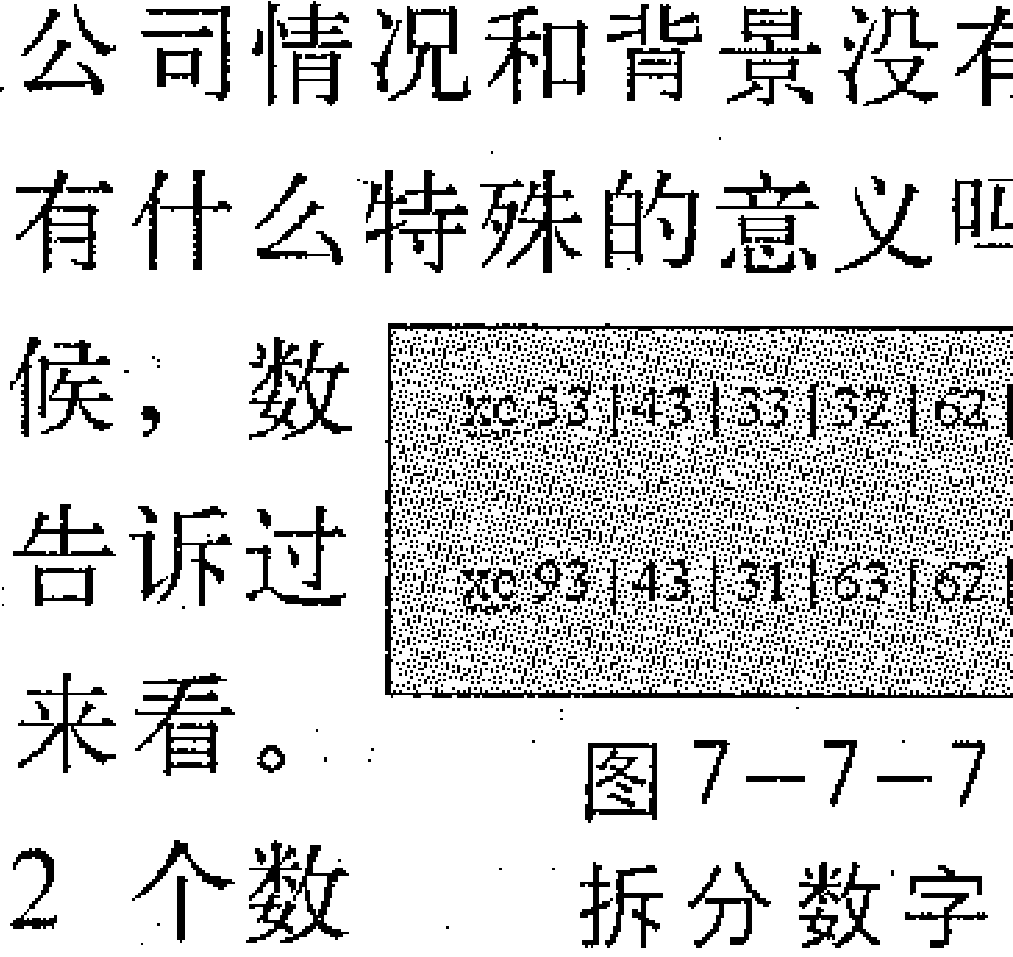 公司情况和背景没有
有什么特殊的意义吗
候，数
告诉过
来看。
2 个数
xc 53 | 43 | 33 | 32 | 62 |
xc 93 | 43 | 31 | 63 | 62 |
图 7—7—7
拆分数字